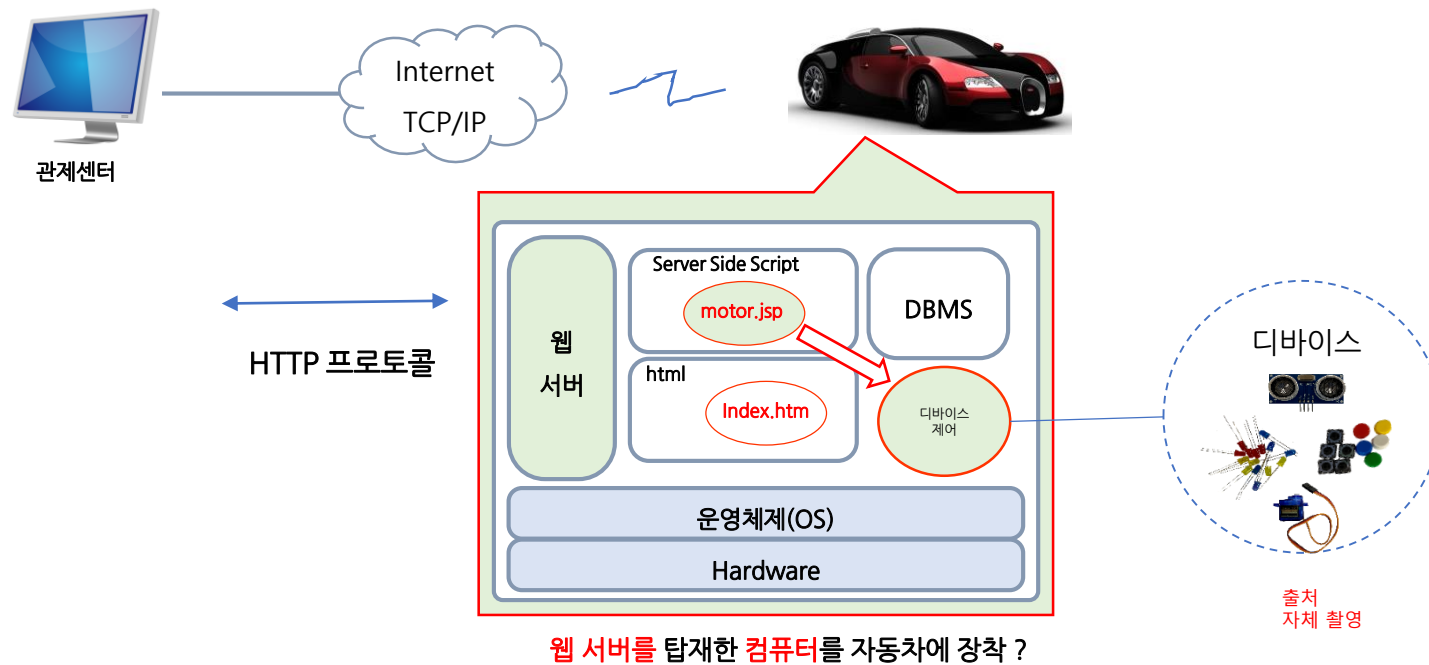 Internet
TCP/IP
관제센터
HTTP 프로토콜
웹
서버
Server Side Script
motor.jsp
DBMS
html
Index.htm
디바이스
제어
운영체제(OS)
Hardware
디바이스
출처
자체 촬영
웹 서버를 탑재한 컴퓨터를 자동차에 장착 ?